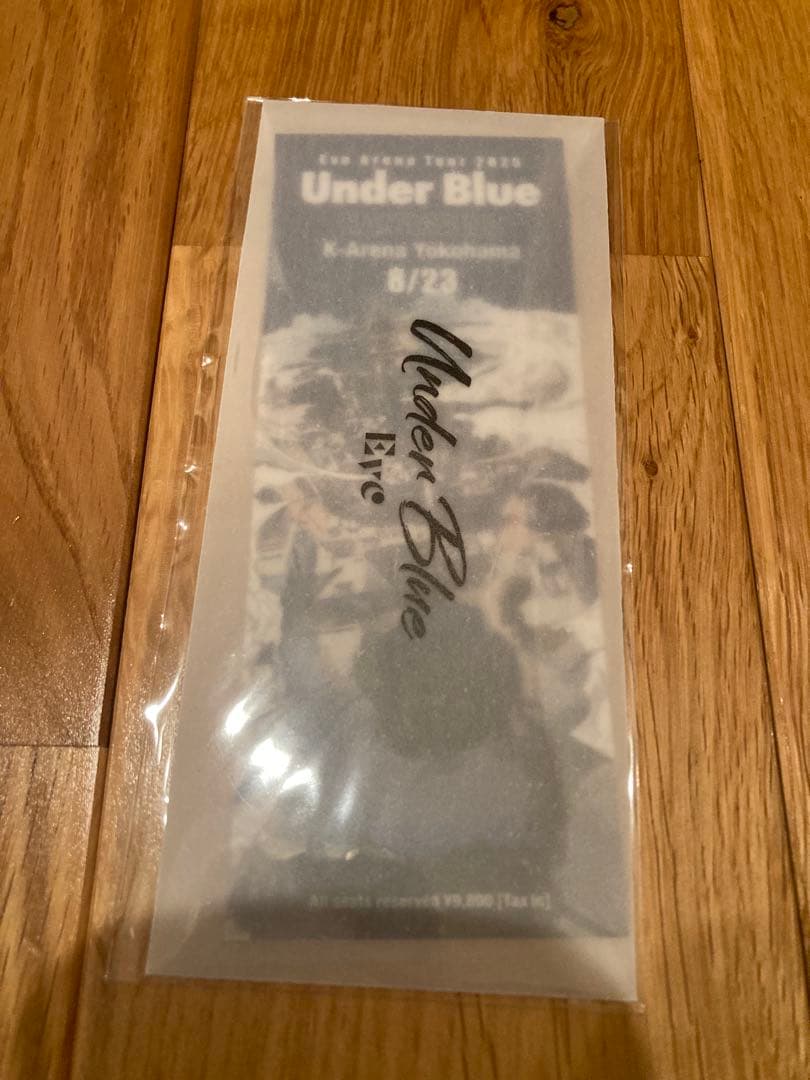 Eve Arena Tour 2025
Under Blue
K-Arena Yokohama
8/23
Under Blue
Eve
All seats reserved ¥9,800 [Tax in]